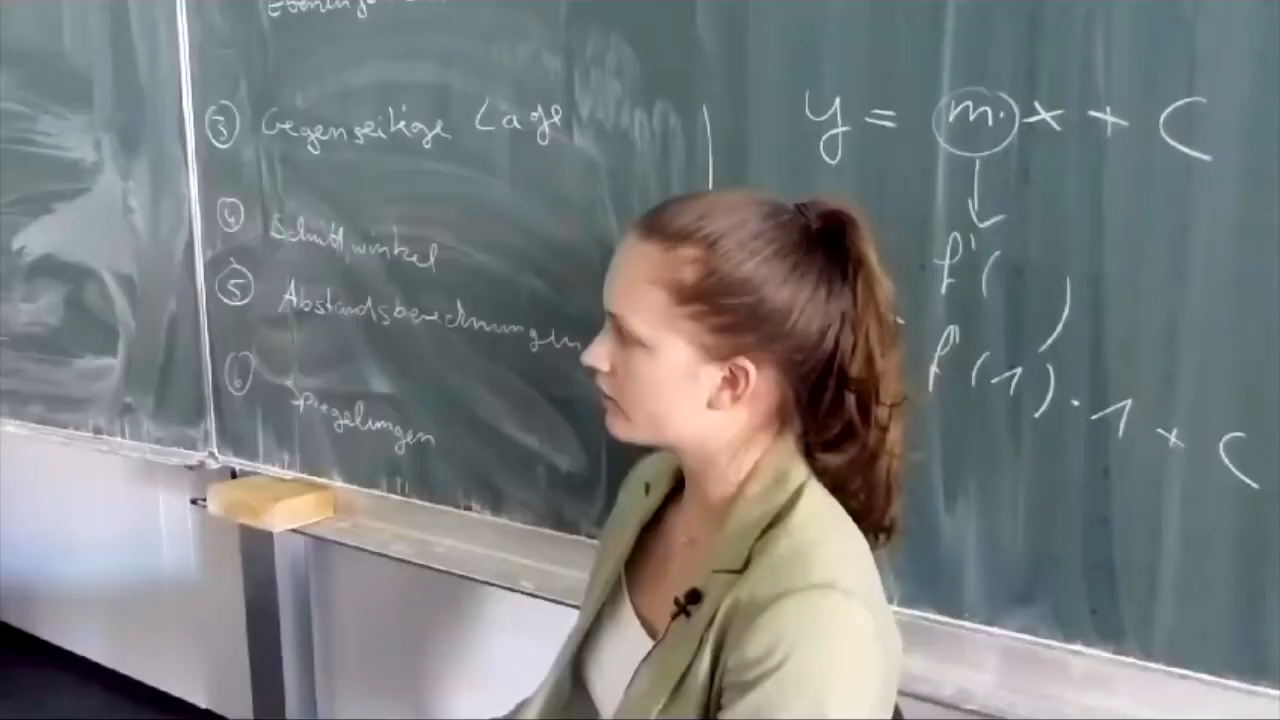 ③ Gegenseitige Lage
④ Schnittwinkel
⑤ Abstandsberechnungen
⑥ Spiegelungen
y = m·x + c
↓
f'( )
f'(1)·1 + c